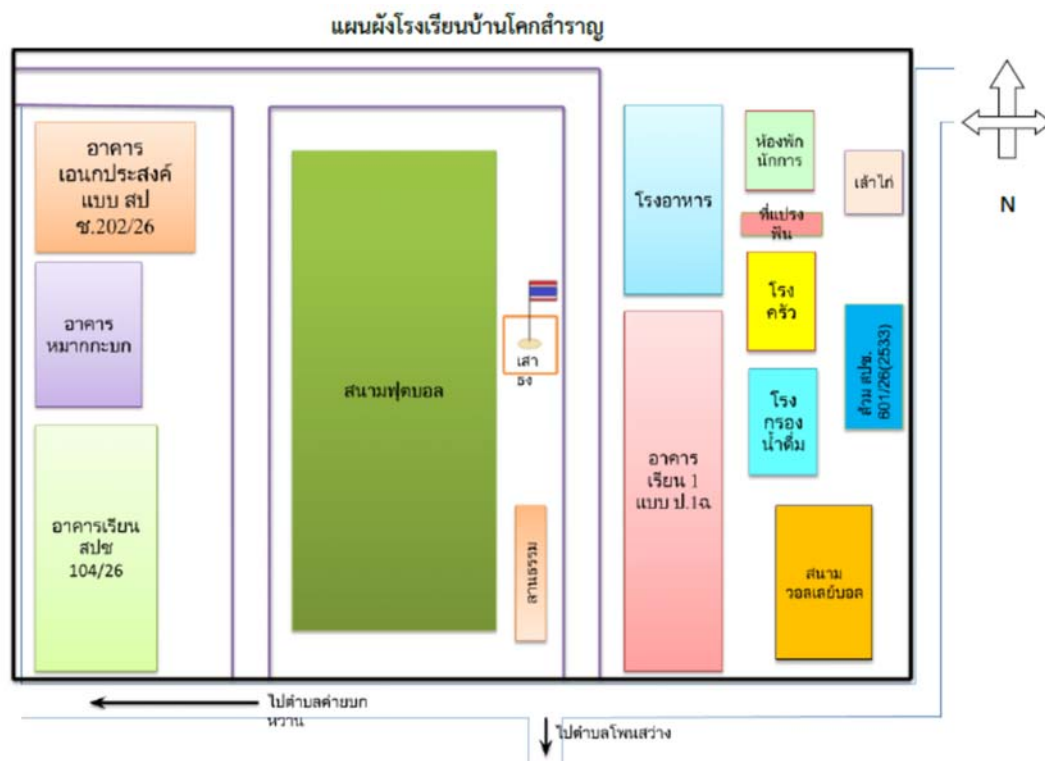 แผนผังโรงเรียนบ้านโคกสำราญ
อาคาร
เอนกประสงค์
แบบ สป
ช.202/26
อาคาร
หมากกะบก
อาคารเรียน
สปช
104/26
สนามฟุตบอล
เสา
ธง
ลานธรรม
โรงอาหาร
อาคาร
เรียน 1
แบบ ป.1ฉ
ห้องพัก
นักการ
ที่แปรง
ฟัน
โรง
ครัว
โรง
กรอง
น้ำดื่ม
สนาม
วอลเลย์บอล
เล้าไก่
ส้วม สปช.
601/26(2533)
N
ไปตำบลค่ายบก
หวาน
ไปตำบลโพนสว่าง